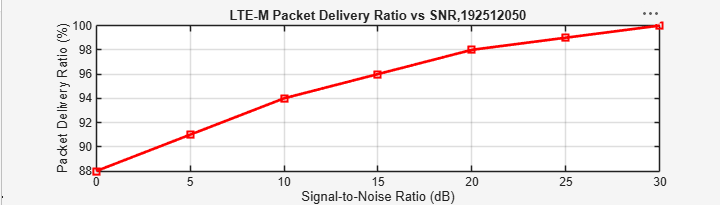 LTE-M Packet Delivery Ratio vs SNR,192512050
Packet Delivery Ratio (%)
100
98
96
94
92
90
88
0 5 10 15 20 25 30
Signal-to-Noise Ratio (dB)